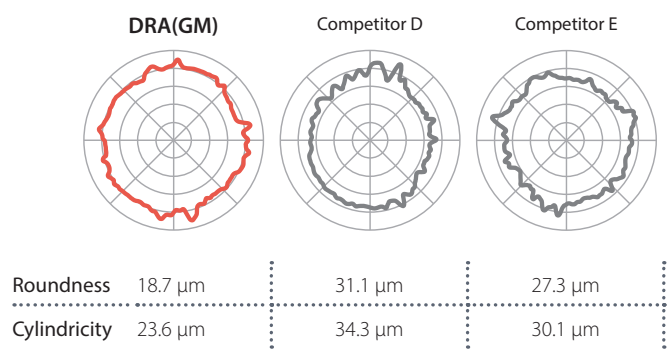 DRA(GM) Competitor D Competitor E
Roundness 18.7 µm 31.1 µm 27.3 µm
Cylindricity 23.6 µm 34.3 µm 30.1 µm